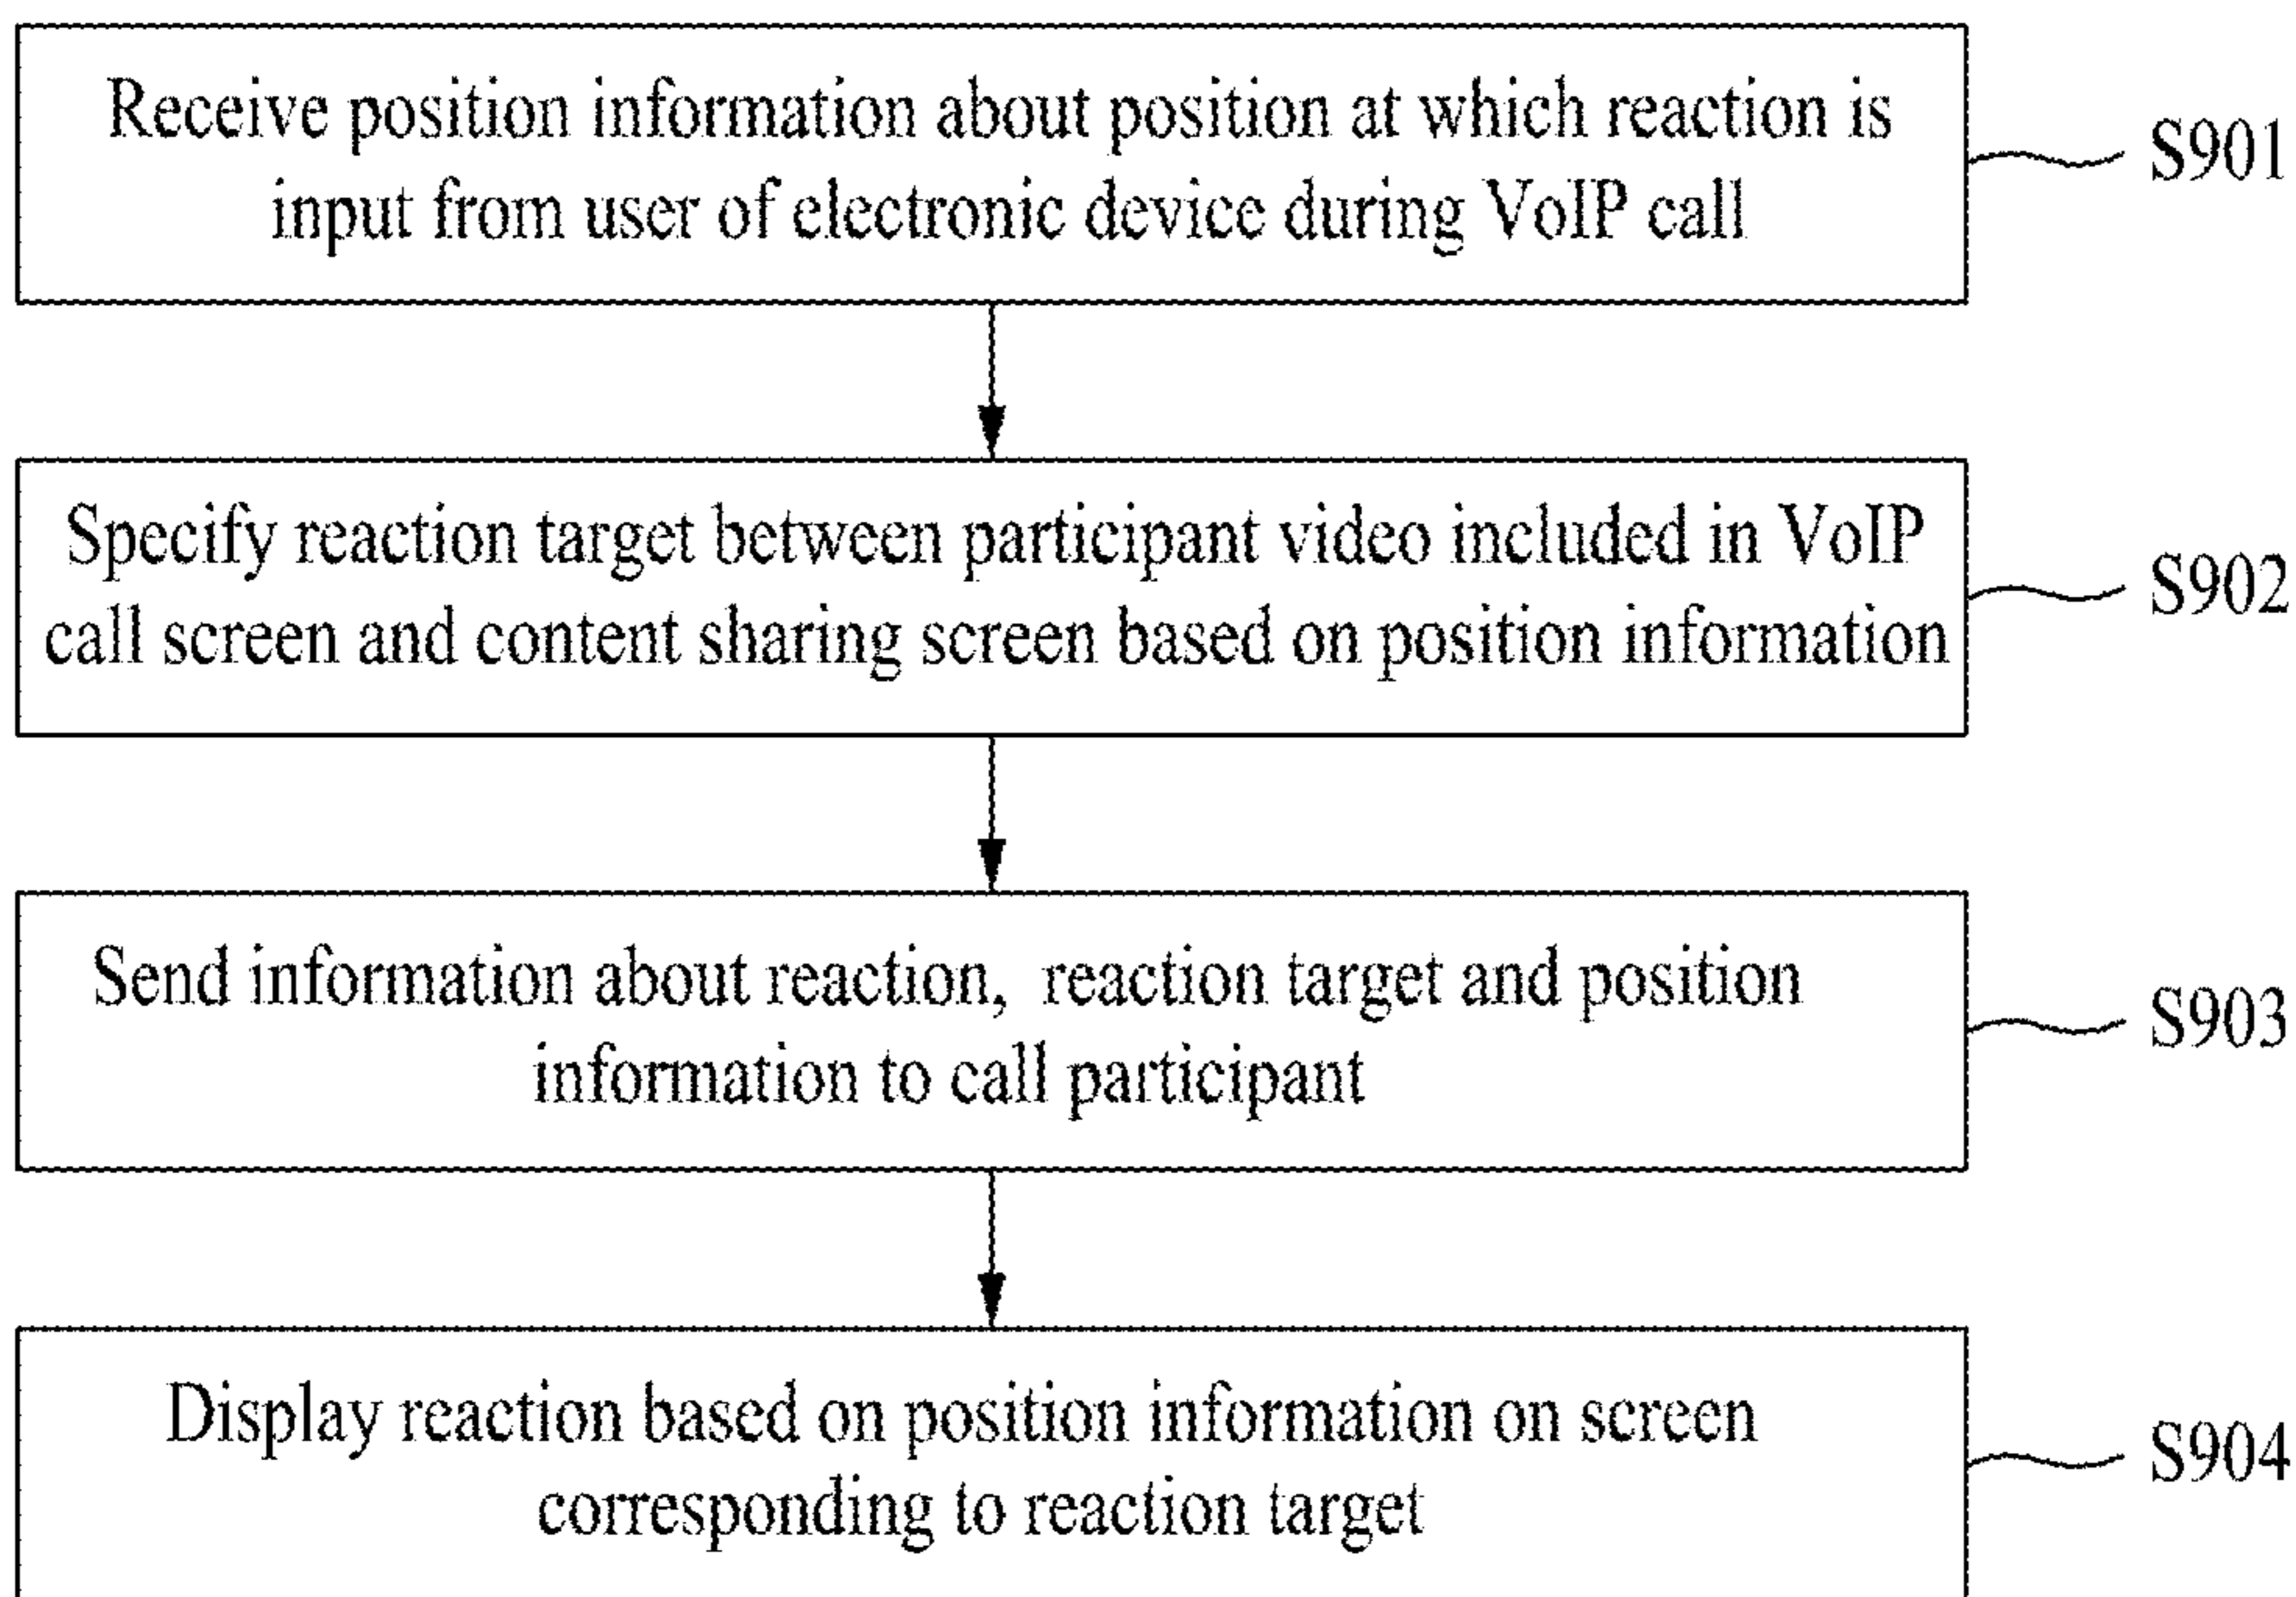 Receive position information about position at which reaction is
input from user of electronic device during VoIP call
S901
Specify reaction target between participant video included in VoIP
call screen and content sharing screen based on position information
S902
Send information about reaction, reaction target and position
information to call participant
S903
Display reaction based on position information on screen
corresponding to reaction target
S904